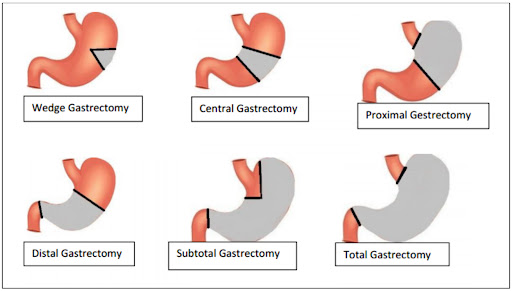 Wedge Gastrectomy
Central Gastrectomy
Proximal Gestrectomy
Distal Gastrectomy
Subtotal Gastrectomy
Total Gastrectomy